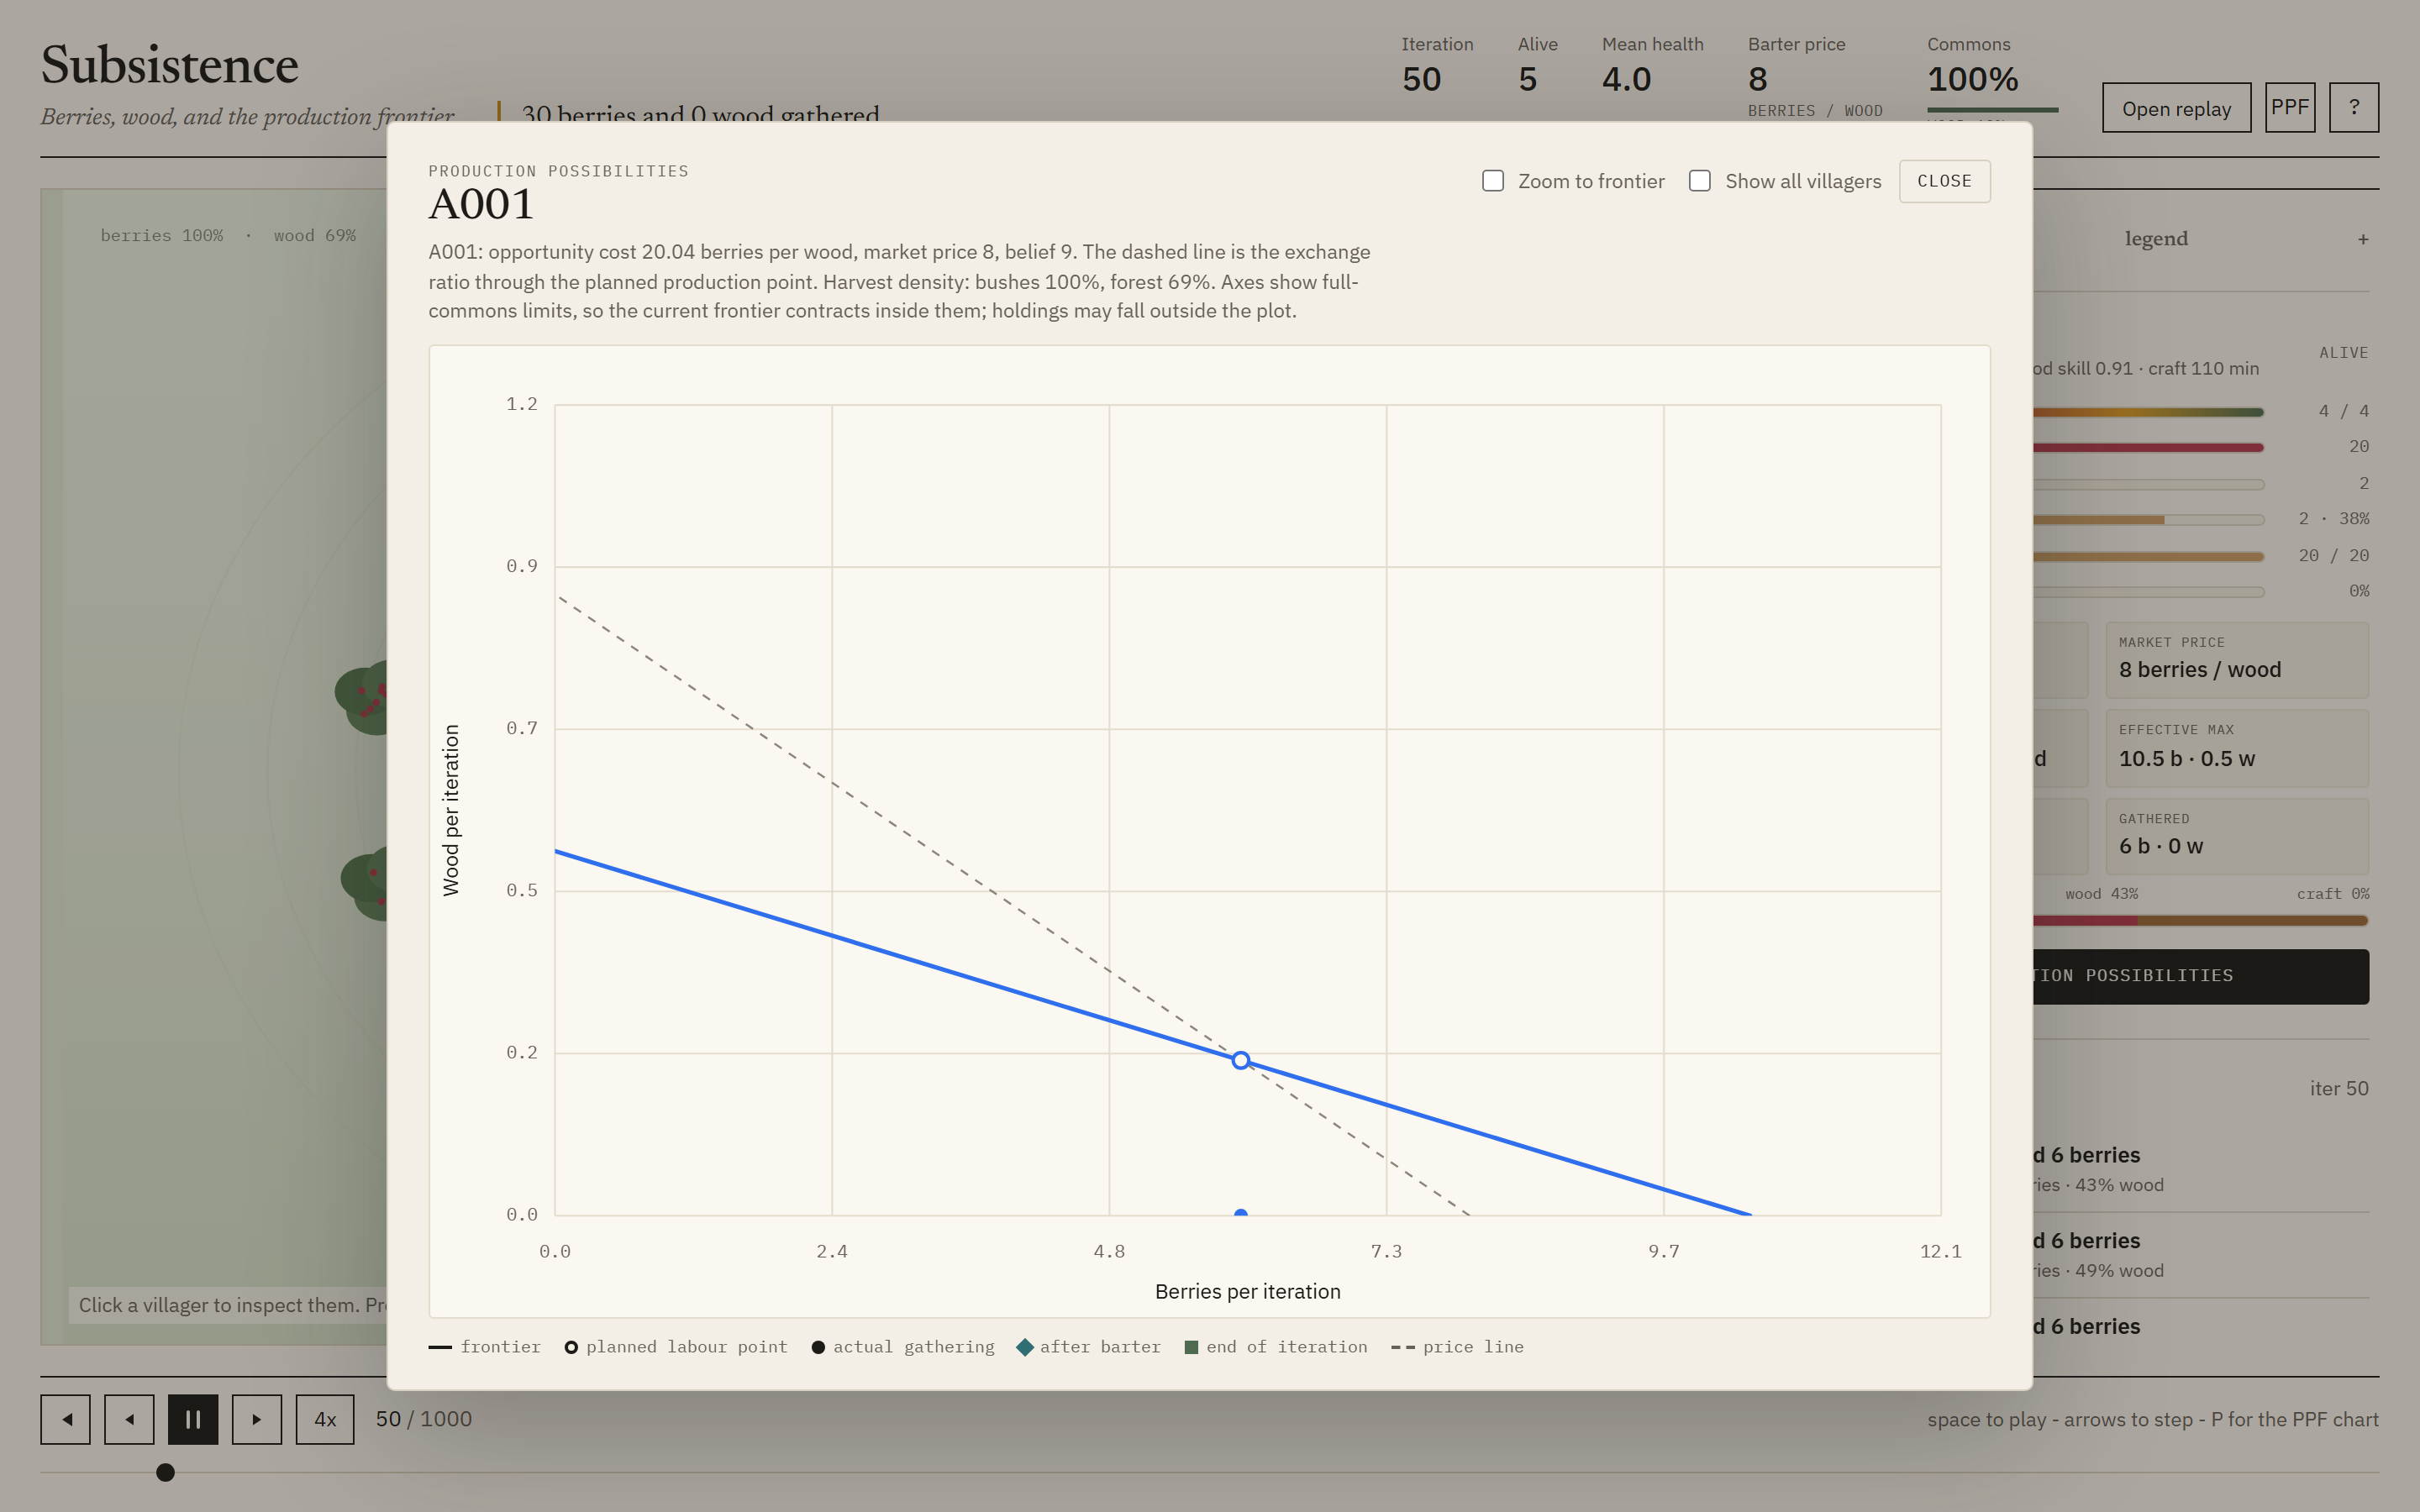 Subsistence
Berries, wood, and the production frontier
30 berries and 0 wood gathered
Iteration
50
Alive
5
Mean health
4.0
Barter price
8
BERRIES / WOOD
Commons
100%
Open replay
PPF
?
berries 100% · wood 69%
Click a villager to inspect them.
PRODUCTION POSSIBILITIES
A001
Zoom to frontier
Show all villagers
CLOSE
A001: opportunity cost 20.04 berries per wood, market price 8, belief 9. The dashed line is the exchange
ratio through the planned production point. Harvest density: bushes 100%, forest 69%. Axes show full-
commons limits, so the current frontier contracts inside them; holdings may fall outside the plot.
1.2
0.9
0.7
0.5
0.2
0.0
Wood per iteration
0.0 2.4 4.8 7.3 9.7 12.1
Berries per iteration
frontier
planned labour point
actual gathering
after barter
end of iteration
price line
legend
+
ALIVE
od skill 0.91 · craft 110 min
4 / 4
20
2
2 · 38%
20 / 20
0%
MARKET PRICE
8 berries / wood
EFFECTIVE MAX
d
10.5 b · 0.5 w
GATHERED
6 b · 0 w
wood 43% craft 0%
TION POSSIBILITIES
iter 50
d 6 berries
ries · 43% wood
d 6 berries
ries · 49% wood
d 6 berries
4x
50 / 1000
space to play - arrows to step - P for the PPF chart